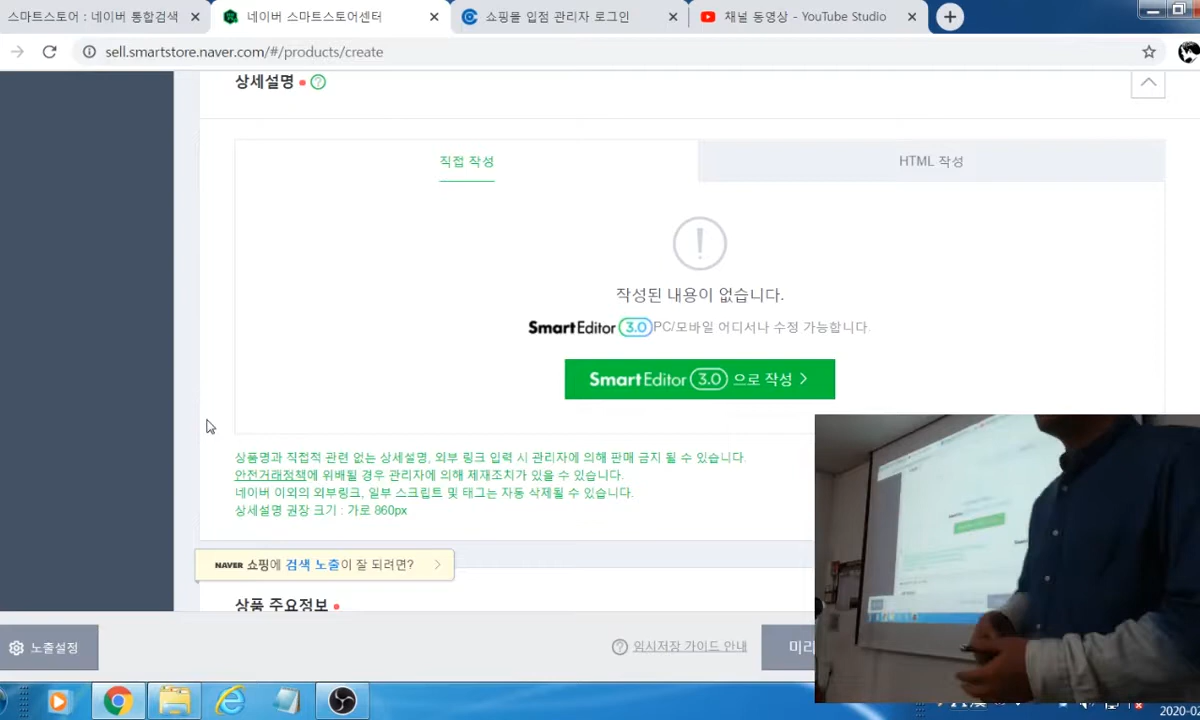 스마트스토어 : 네이버 통합검색
네이버 스마트스토어센터
쇼핑몰 입점 관리자 로그인
채널 동영상 - YouTube Studio
sell.smartstore.naver.com/#/products/create
상세설명
직접 작성
HTML 작성
작성된 내용이 없습니다.
SmartEditor 3.0 PC/모바일 어디서나 수정 가능합니다.
SmartEditor 3.0 으로 작성 >
상품명과 직접적 관련 없는 상세설명, 외부 링크 입력 시 관리자에 의해 판매 금지 될 수 있습니다.
안전거래정책에 위배될 경우 관리자에 의해 제재조치가 있을 수 있습니다.
네이버 이외의 외부링크, 일부 스크립트 및 태그는 자동 삭제될 수 있습니다.
상세설명 권장 크기 : 가로 860px
NAVER 쇼핑에 검색 노출이 잘 되려면? >
상품 주요정보
노출설정
임시저장 가이드 안내
미리
2020-02